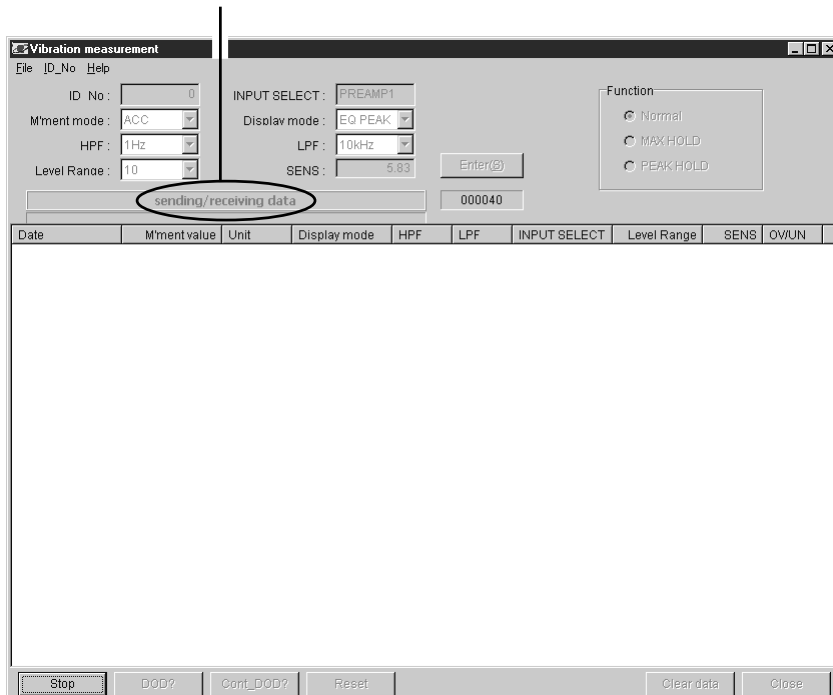 Vibration measurement
File ID_No Help
ID No : 0 INPUT SELECT : PREAMP1
M'ment mode : ACC Display mode : EQ PEAK
HPF : 1Hz LPF : 10kHz
Level Range : 10 SENS : 5.83 Enter(S)
Function
Normal
MAX HOLD
PEAK HOLD
sending/receiving data 000040
Date M'ment value Unit Display mode HPF LPF INPUT SELECT Level Range SENS OV/UN
Stop DOD? Cont_DOD? Reset Clear data Close